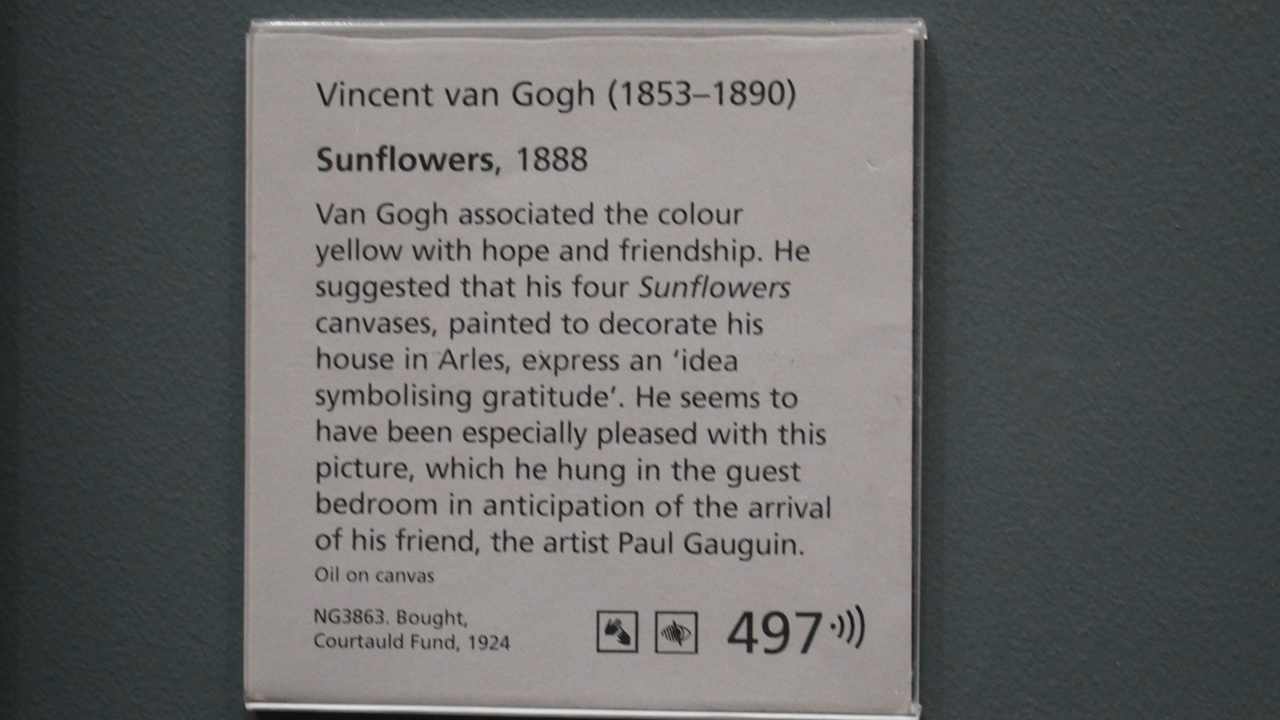 Vincent van Gogh (1853–1890)
Sunflowers, 1888
Van Gogh associated the colour
yellow with hope and friendship. He
suggested that his four Sunflowers
canvases, painted to decorate his
house in Arles, express an ‘idea
symbolising gratitude’. He seems to
have been especially pleased with this
picture, which he hung in the guest
bedroom in anticipation of the arrival
of his friend, the artist Paul Gauguin.
Oil on canvas
NG3863. Bought,
Courtauld Fund, 1924
497